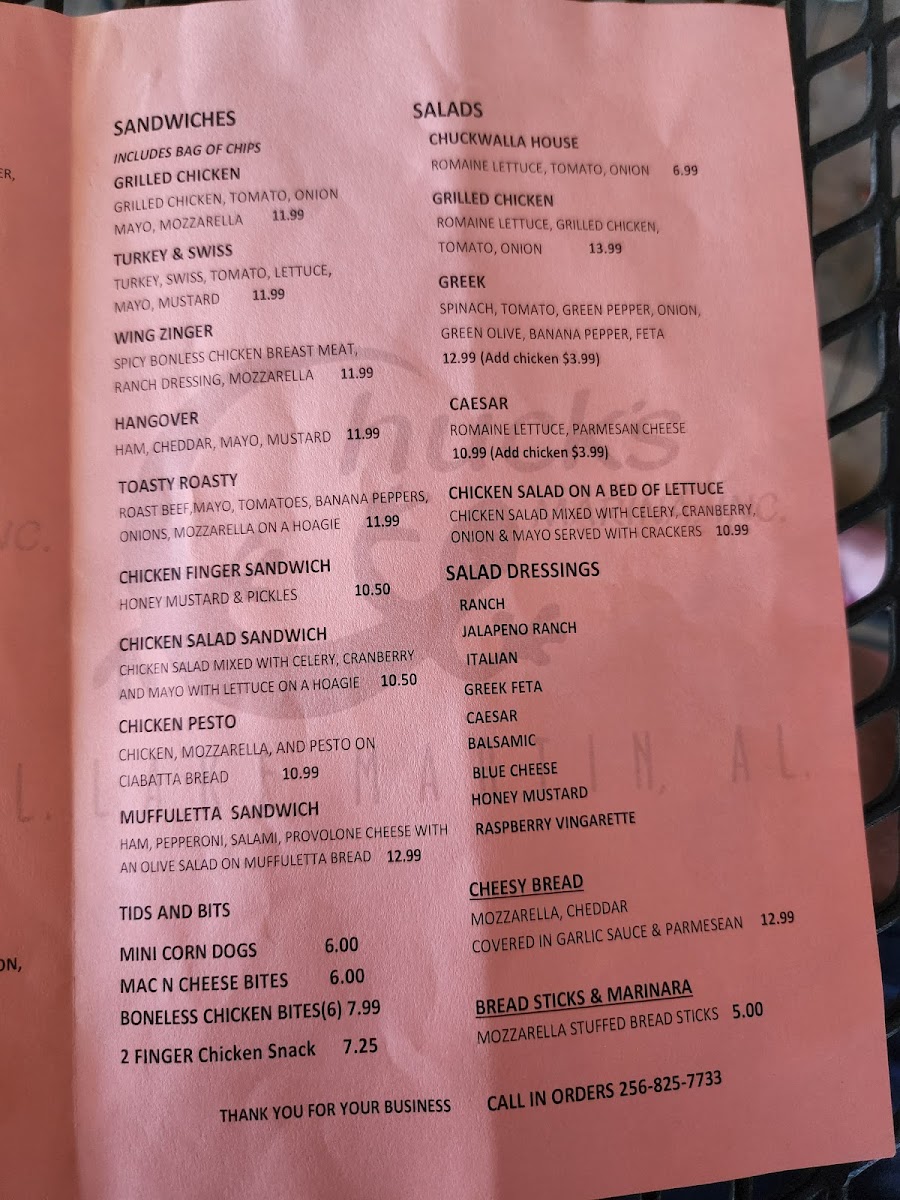 SANDWICHES
INCLUDES BAG OF CHIPS
GRILLED CHICKEN
GRILLED CHICKEN, TOMATO, ONION
MAYO, MOZZARELLA 11.99
TURKEY & SWISS
TURKEY, SWISS, TOMATO, LETTUCE,
MAYO, MUSTARD 11.99
WING ZINGER
SPICY BONLESS CHICKEN BREAST MEAT,
RANCH DRESSING, MOZZARELLA 11.99
HANGOVER
HAM, CHEDDAR, MAYO, MUSTARD 11.99
TOASTY ROASTY
ROAST BEEF,MAYO, TOMATOES, BANANA PEPPERS,
ONIONS, MOZZARELLA ON A HOAGIE 11.99
CHICKEN FINGER SANDWICH
HONEY MUSTARD & PICKLES 10.50
CHICKEN SALAD SANDWICH
CHICKEN SALAD MIXED WITH CELERY, CRANBERRY
AND MAYO WITH LETTUCE ON A HOAGIE 10.50
CHICKEN PESTO
CHICKEN, MOZZARELLA, AND PESTO ON
CIABATTA BREAD 10.99
MUFFULETTA SANDWICH
HAM, PEPPERONI, SALAMI, PROVOLONE CHEESE WITH
AN OLIVE SALAD ON MUFFULETTA BREAD 12.99
TIDS AND BITS
MINI CORN DOGS 6.00
MAC N CHEESE BITES 6.00
BONELESS CHICKEN BITES(6) 7.99
2 FINGER Chicken Snack 7.25
SALADS
CHUCKWALLA HOUSE
ROMAINE LETTUCE, TOMATO, ONION 6.99
GRILLED CHICKEN
ROMAINE LETTUCE, GRILLED CHICKEN,
TOMATO, ONION 13.99
GREEK
SPINACH, TOMATO, GREEN PEPPER, ONION,
GREEN OLIVE, BANANA PEPPER, FETA
12.99 (Add chicken $3.99)
CAESAR
ROMAINE LETTUCE, PARMESAN CHEESE
10.99 (Add chicken $3.99)
CHICKEN SALAD ON A BED OF LETTUCE
CHICKEN SALAD MIXED WITH CELERY, CRANBERRY,
ONION & MAYO SERVED WITH CRACKERS 10.99
SALAD DRESSINGS
RANCH
JALAPENO RANCH
ITALIAN
GREEK FETA
CAESAR
BALSAMIC
BLUE CHEESE
HONEY MUSTARD
RASPBERRY VINGARETTE
CHEESY BREAD
MOZZARELLA, CHEDDAR
COVERED IN GARLIC SAUCE & PARMESEAN 12.99
BREAD STICKS & MARINARA
MOZZARELLA STUFFED BREAD STICKS 5.00
THANK YOU FOR YOUR BUSINESS CALL IN ORDERS 256-825-7733
Chuck's
INC.
LAKE MARTIN, AL.